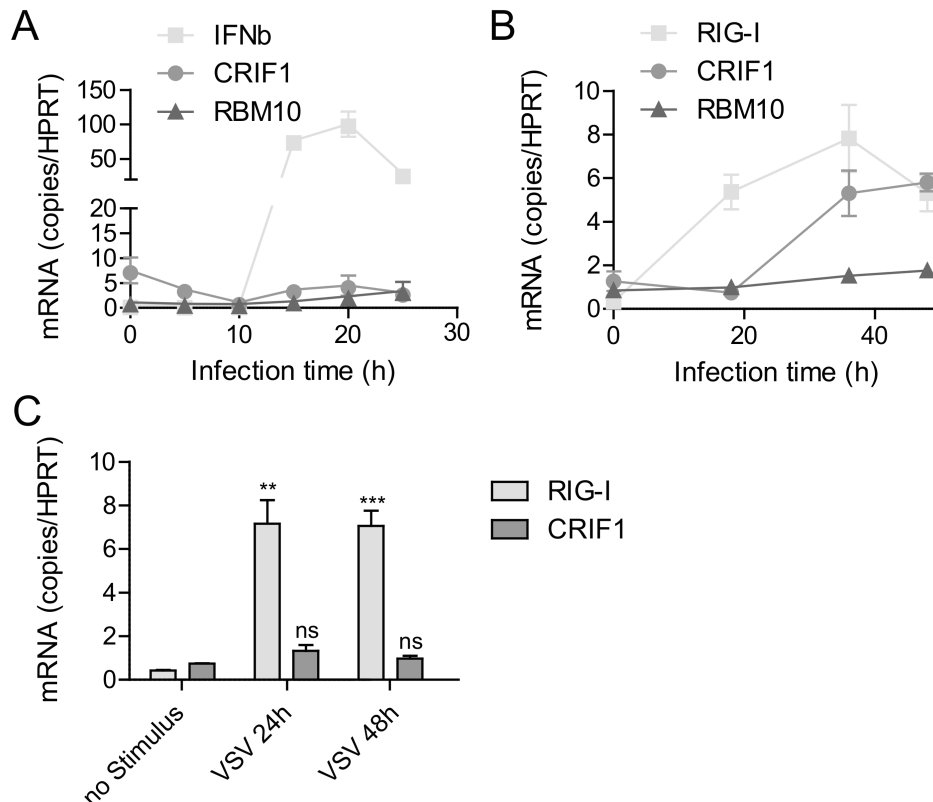 A
IFNb
CRIF1
RBM10
mRNA (copies/HPRT)
150
100
50
20
15
10
5
0
0 10 20 30
Infection time (h)
B
RIG-I
CRIF1
RBM10
mRNA (copies/HPRT)
10
8
6
4
2
0
0 20 40
Infection time (h)
C
mRNA (copies/HPRT)
10
8
6
4
2
0
** ns
*** ns
no Stimulus
VSV 24h
VSV 48h
RIG-I
CRIF1